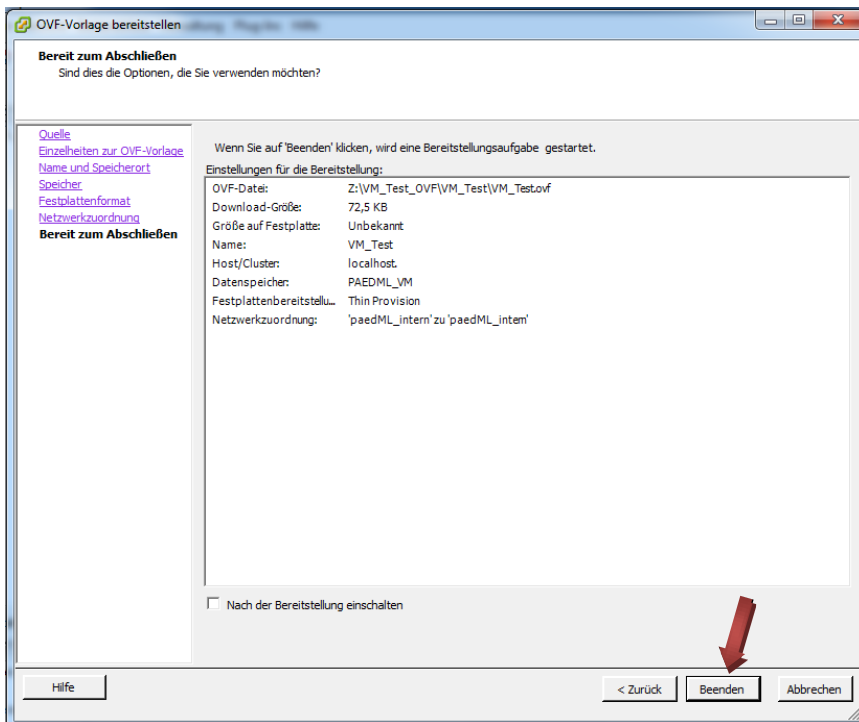 OVF-Vorlage bereitstellen
Plug-Ins Hilfe
Bereit zum Abschließen
Sind dies die Optionen, die Sie verwenden möchten?
Quelle
Einzelheiten zur OVF-Vorlage
Name und Speicherort
Speicher
Festplattenformat
Netzwerkzuordnung
Bereit zum Abschließen
Wenn Sie auf 'Beenden' klicken, wird eine Bereitstellungsaufgabe gestartet.
Einstellungen für die Bereitstellung:
OVF-Datei: Z:\VM_Test_OVF\VM_Test\VM_Test.ovf
Download-Größe: 72,5 KB
Größe auf Festplatte: Unbekannt
Name: VM_Test
Host/Cluster: localhost.
Datenspeicher: PAEDML_VM
Festplattenbereitstellu... Thin Provision
Netzwerkzuordnung: 'paedML_intern' zu 'paedML_intern'
Nach der Bereitstellung einschalten
Hilfe
< Zurück
Beenden
Abbrechen